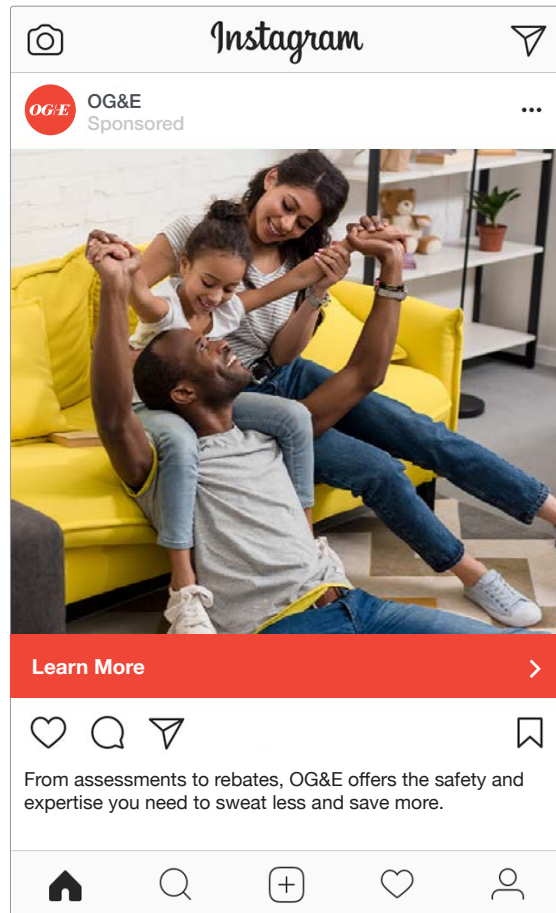 Instagram
OG&E
OG&E
Sponsored
Learn More
From assessments to rebates, OG&E offers the safety and
expertise you need to sweat less and save more.